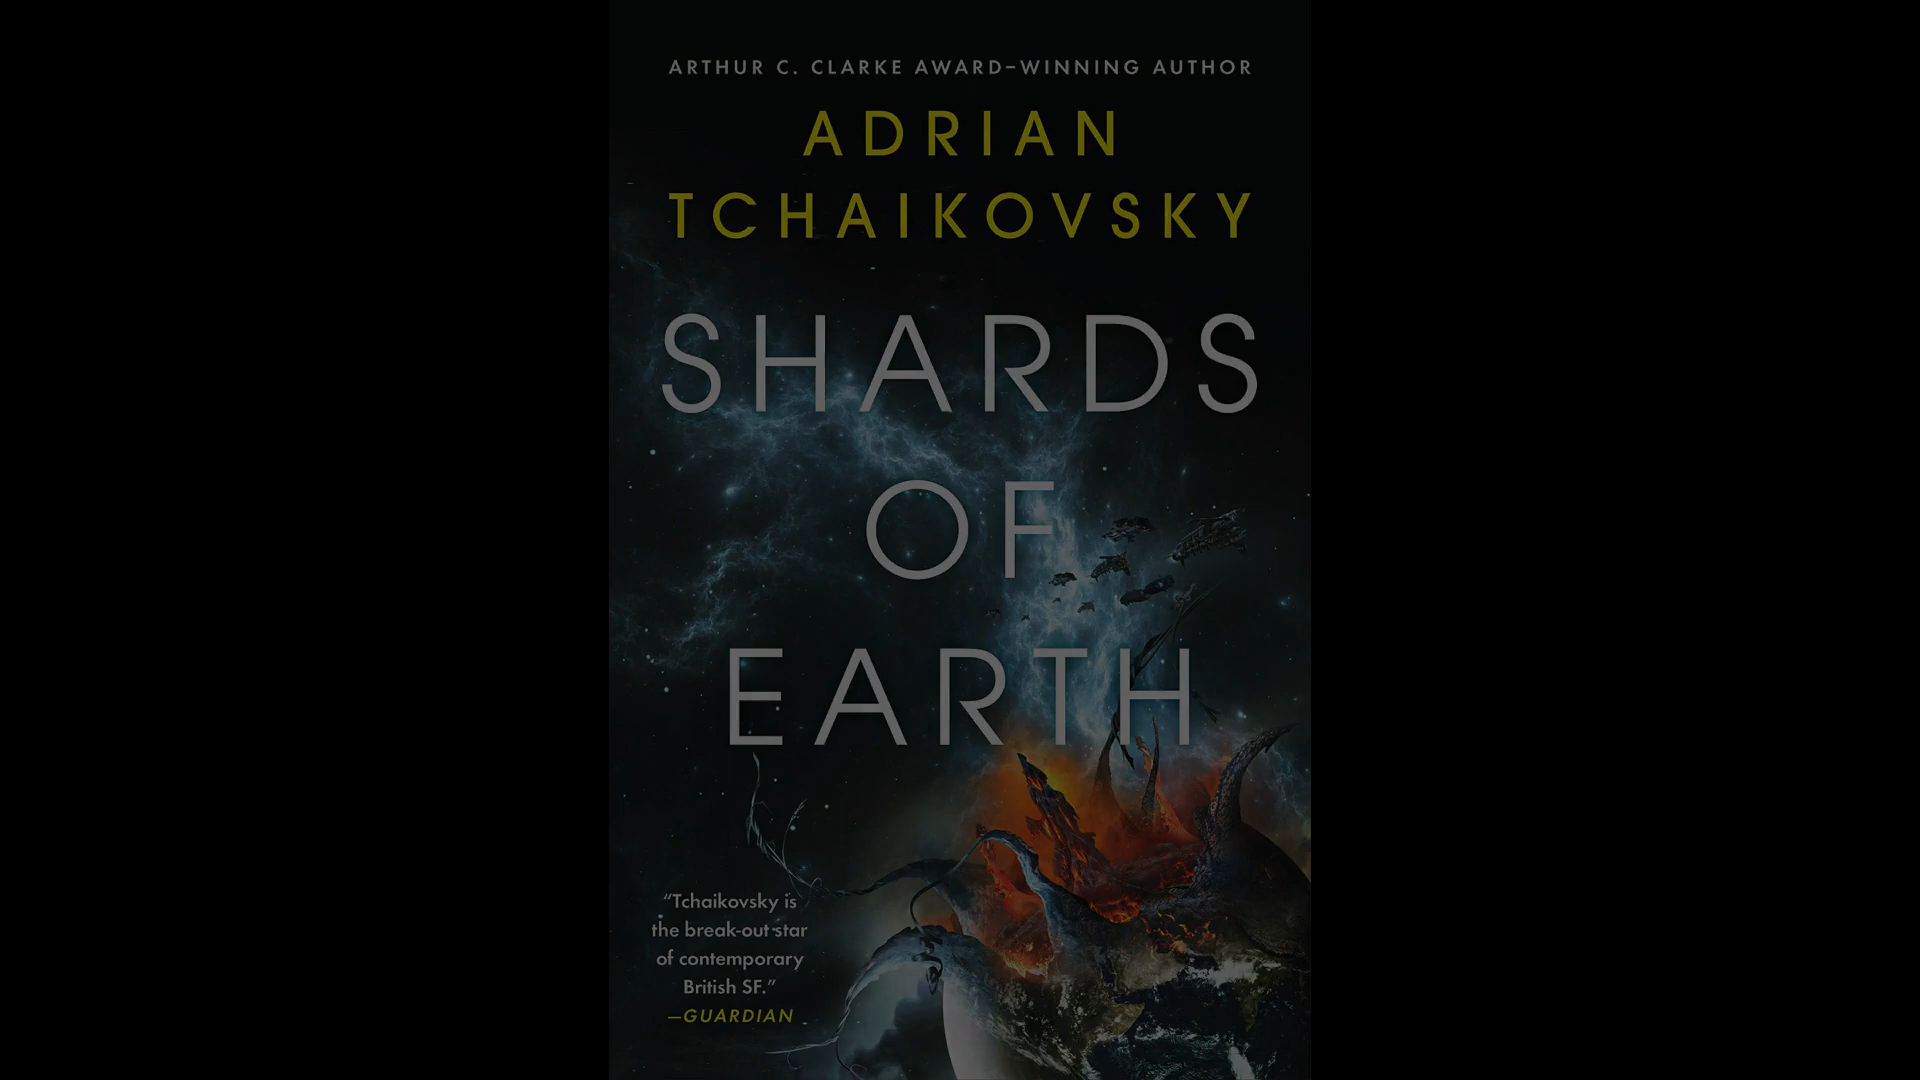 ARTHUR C. CLARKE AWARD–WINNING AUTHOR
ADRIAN
TCHAIKOVSKY
SHARDS
OF
EARTH
“Tchaikovsky is
the break-out star
of contemporary
British SF.”
—GUARDIAN